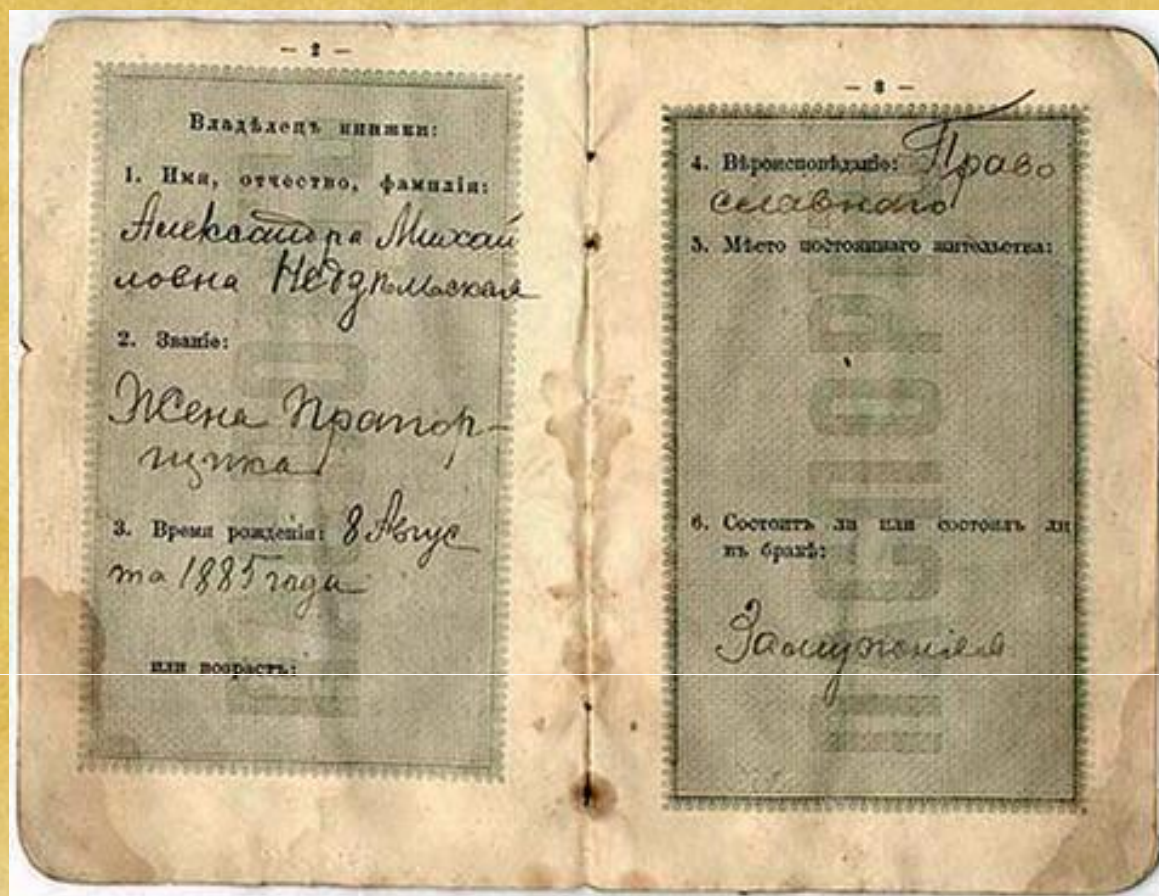 — 2 —
Владѣлецъ книжки:
1. Имя, отчество, фамилія:
Александра Михай
ловна
2. Званіе:
Жена Прапор-
щика
3. Время рожденія: 8 Авгус
та 1885 года
или возрастъ:
— 3 —
4. Вѣроисповѣданіе: Право
славнаго
5. Мѣсто постояннаго жительства:
6. Состоитъ ли или состоялъ ли
въ бракѣ:
Замужняя